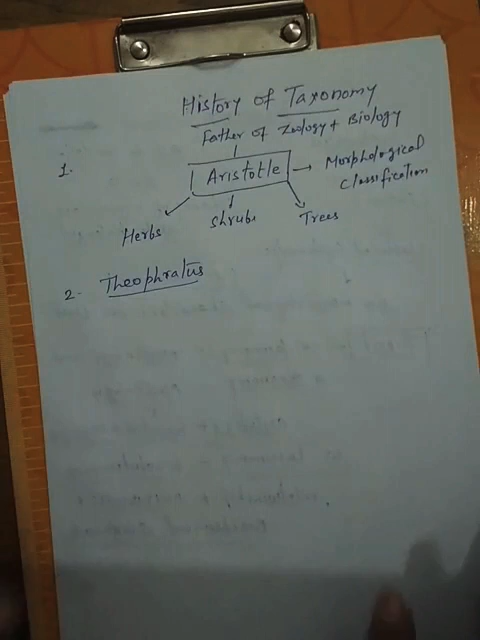 History of Taxonomy
Father of Zoology + Biology
1.
Aristotle → Morphological
Classification
Herbs
Shrubs
Trees
2. Theophratus